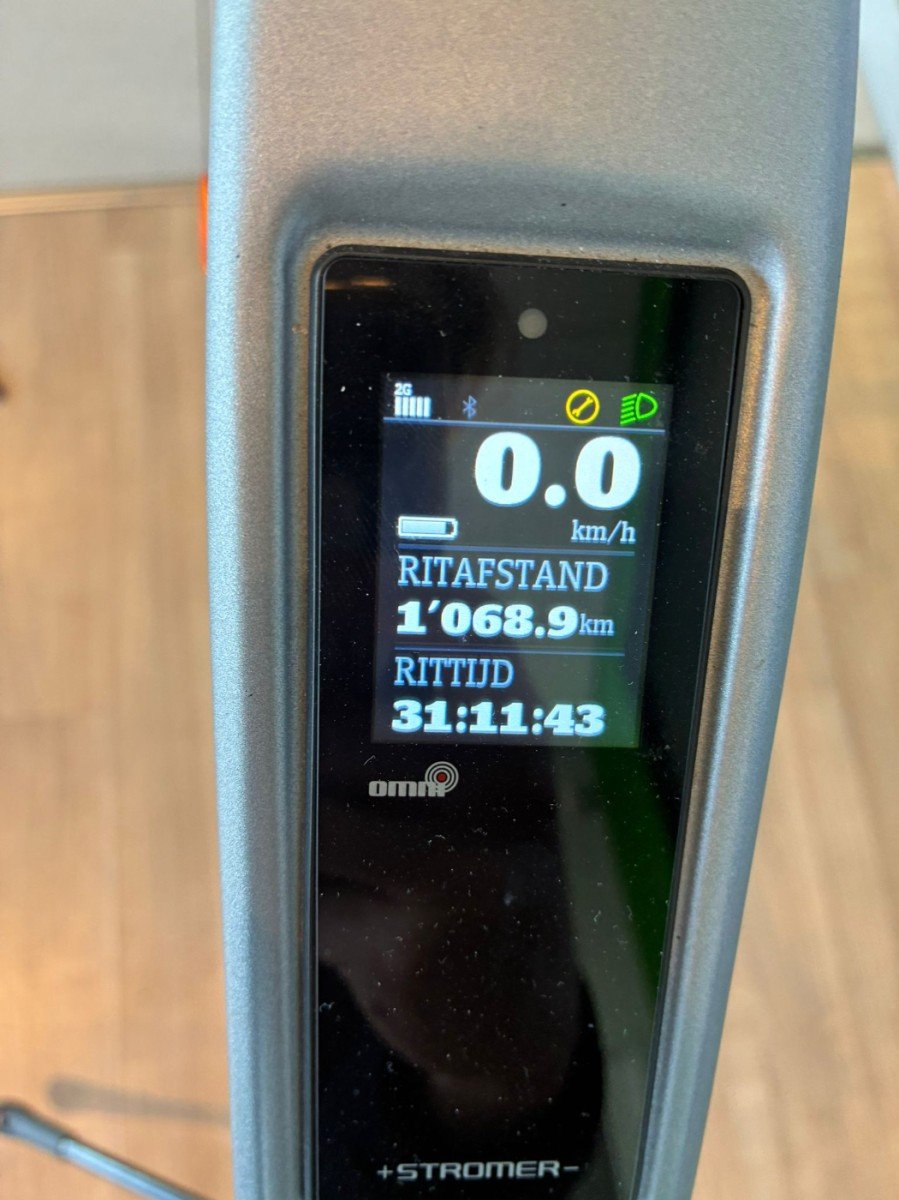 2G
0.0
km/h
RITAFSTAND
1'068.9km
RITTIJD
31:11:43
omni
+STROMER-